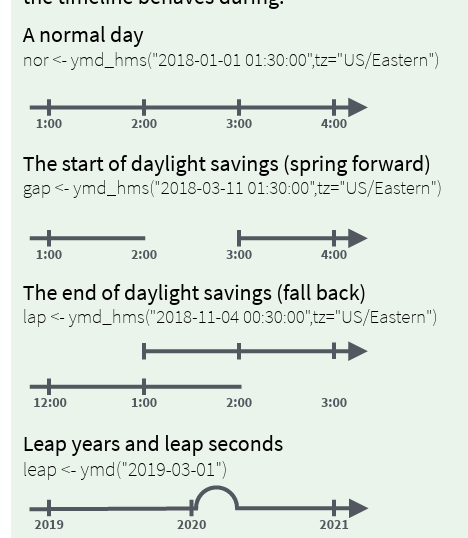 the timeline behaves during:
A normal day
nor <- ymd_hms("2018-01-01 01:30:00",tz="US/Eastern")
1:00 2:00 3:00 4:00
The start of daylight savings (spring forward)
gap <- ymd_hms("2018-03-11 01:30:00",tz="US/Eastern")
1:00 2:00 3:00 4:00
The end of daylight savings (fall back)
lap <- ymd_hms("2018-11-04 00:30:00",tz="US/Eastern")
12:00 1:00 2:00 3:00
Leap years and leap seconds
leap <- ymd("2019-03-01")
2019 2020 2021